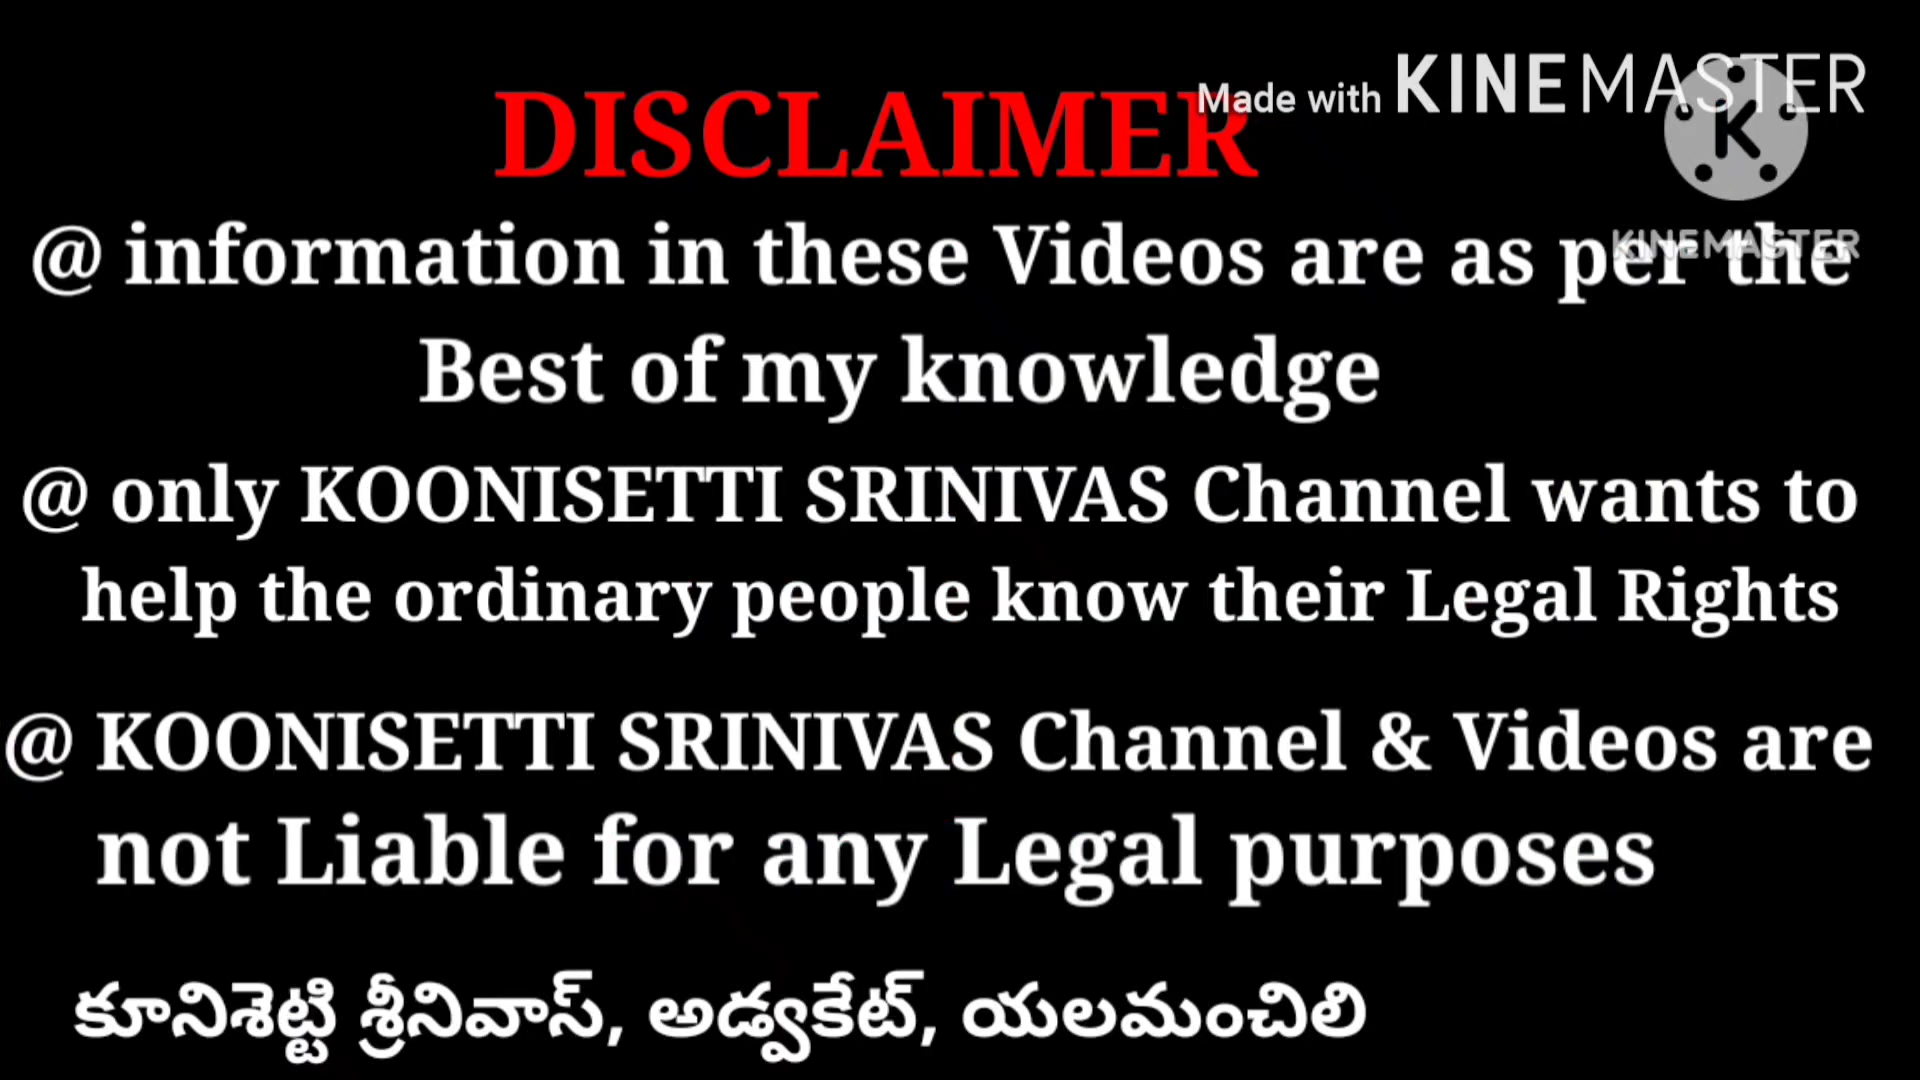 Made with KINEMASTER
DISCLAIMER
K
KINEMASTER
@ information in these Videos are as per the
Best of my knowledge
@ only KOONISETTI SRINIVAS Channel wants to
help the ordinary people know their Legal Rights
@ KOONISETTI SRINIVAS Channel & Videos are
not Liable for any Legal purposes
కూనిశెట్టి శ్రీనివాస్, అడ్వకేట్, యలమంచిలి